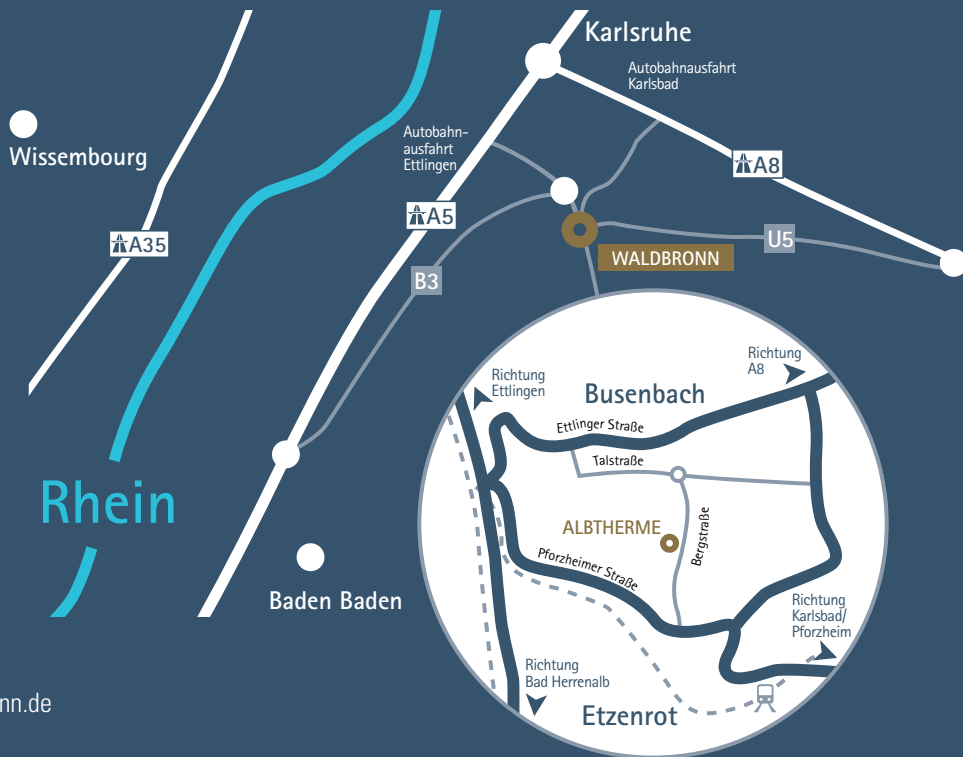 Karlsruhe
Autobahnausfahrt
Karlsbad
Wissembourg
Autobahn-
ausfahrt
Ettlingen
A8
A5
A35
U5
WALDBRONN
B3
Richtung
A8
Richtung
Ettlingen
Busenbach
Ettlinger Straße
Talstraße
Rhein
ALBTHERME
Bergstraße
Pforzheimer Straße
Baden Baden
Richtung
Karlsbad/
Pforzheim
Richtung
Bad Herrenalb
Etzenrot
nn.de